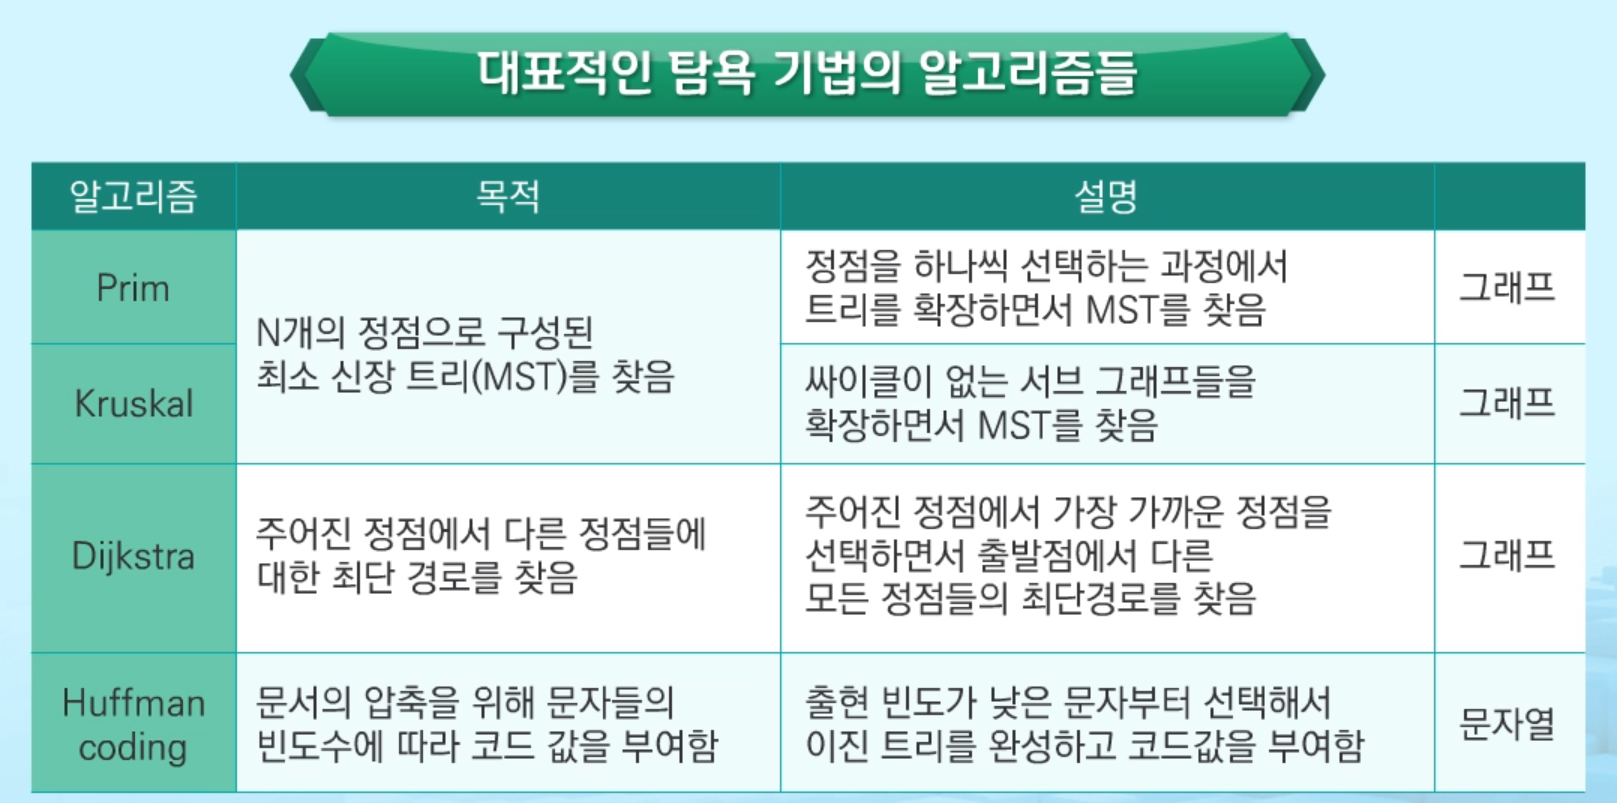 대표적인 탐욕 기법의 알고리즘들
알고리즘
목적
설명
Prim
N개의 정점으로 구성된
최소 신장 트리(MST)를 찾음
정점을 하나씩 선택하는 과정에서
트리를 확장하면서 MST를 찾음
그래프
Kruskal
싸이클이 없는 서브 그래프들을
확장하면서 MST를 찾음
그래프
Dijkstra
주어진 정점에서 다른 정점들에
대한 최단 경로를 찾음
주어진 정점에서 가장 가까운 정점을
선택하면서 출발점에서 다른
모든 정점들의 최단경로를 찾음
그래프
Huffman
coding
문서의 압축을 위해 문자들의
빈도수에 따라 코드 값을 부여함
출현 빈도가 낮은 문자부터 선택해서
이진 트리를 완성하고 코드값을 부여함
문자열